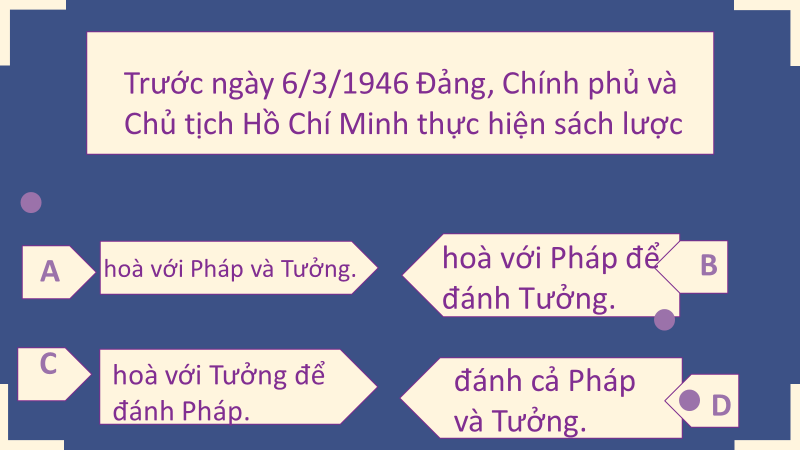 Trước ngày 6/3/1946 Đảng, Chính phủ và
Chủ tịch Hồ Chí Minh thực hiện sách lược
A
hoà với Pháp và Tưởng.
hoà với Pháp để
đánh Tưởng.
B
C
hoà với Tưởng để
đánh Pháp.
đánh cả Pháp
và Tưởng.
D